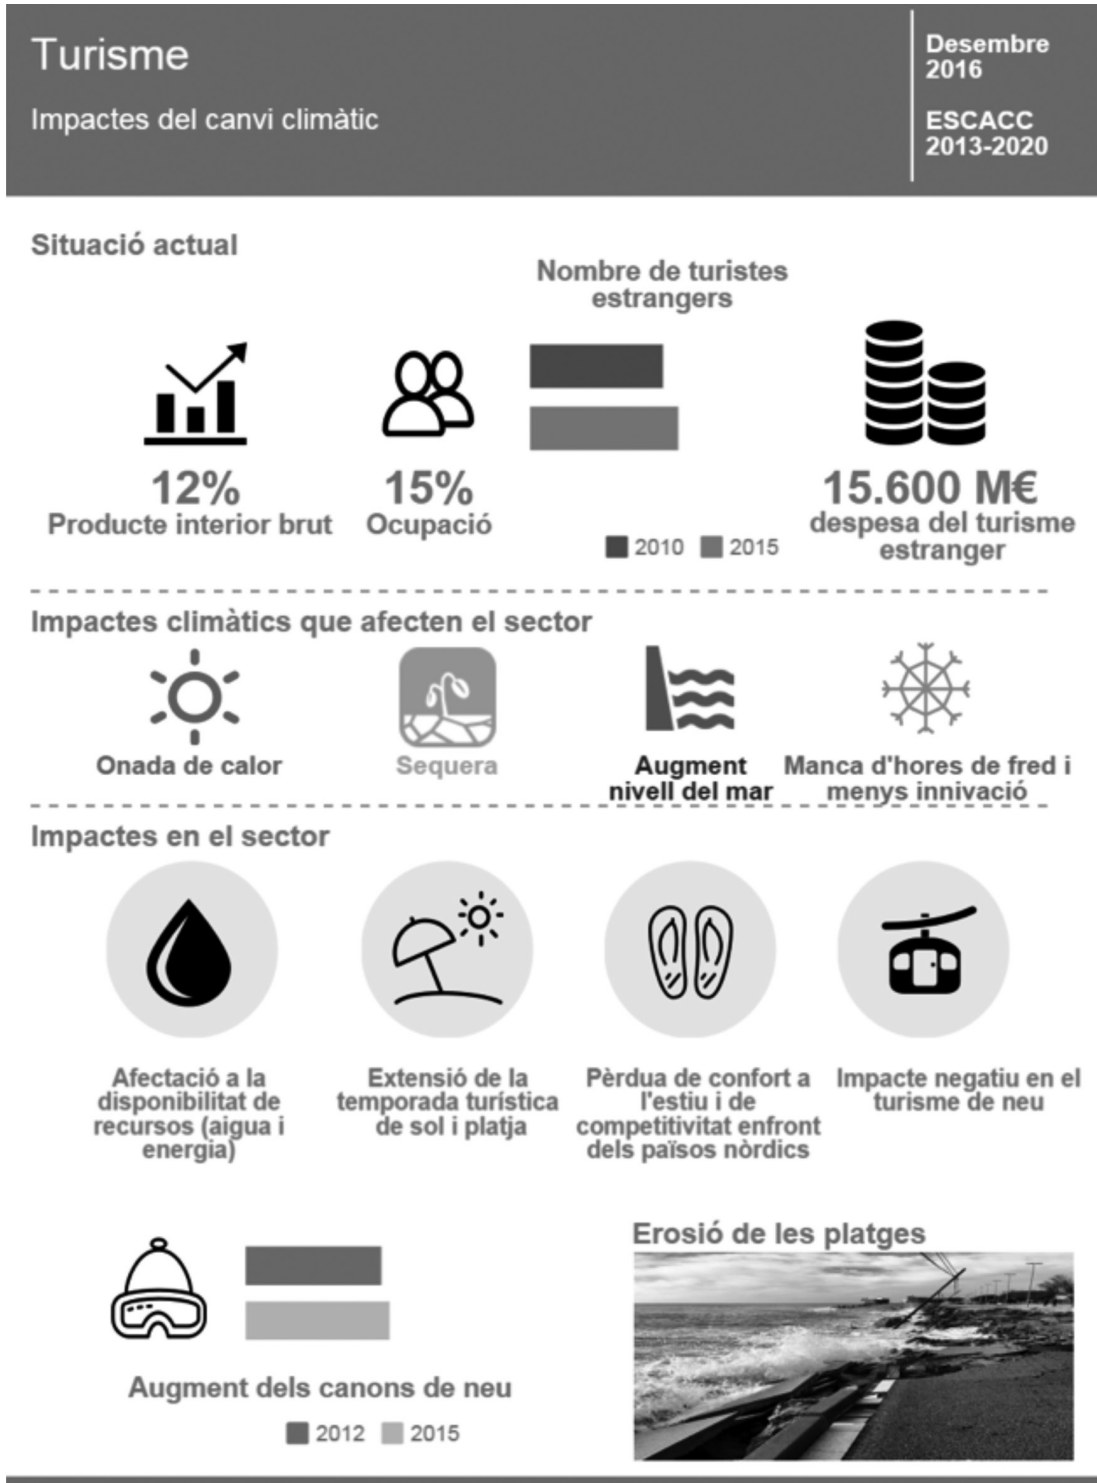 Turisme
Impactes del canvi climàtic
Desembre
2016
ESCACC
2013-2020
Situació actual
Nombre de turistes
estrangers
12%
Producte interior brut
15%
Ocupació
2010 2015
15.600 M€
despesa del turisme
estranger
Impactes climàtics que afecten el sector
Onada de calor
Sequera
Augment
nivell del mar
Manca d'hores de fred i
menys innivació
Impactes en el sector
Afectació a la
disponibilitat de
recursos (aigua i
energia)
Extensió de la
temporada turística
de sol i platja
Pèrdua de confort a
l'estiu i de
competitivitat enfront
dels països nòrdics
Impacte negatiu en el
turisme de neu
Augment dels canons de neu
2012 2015
Erosió de les platges